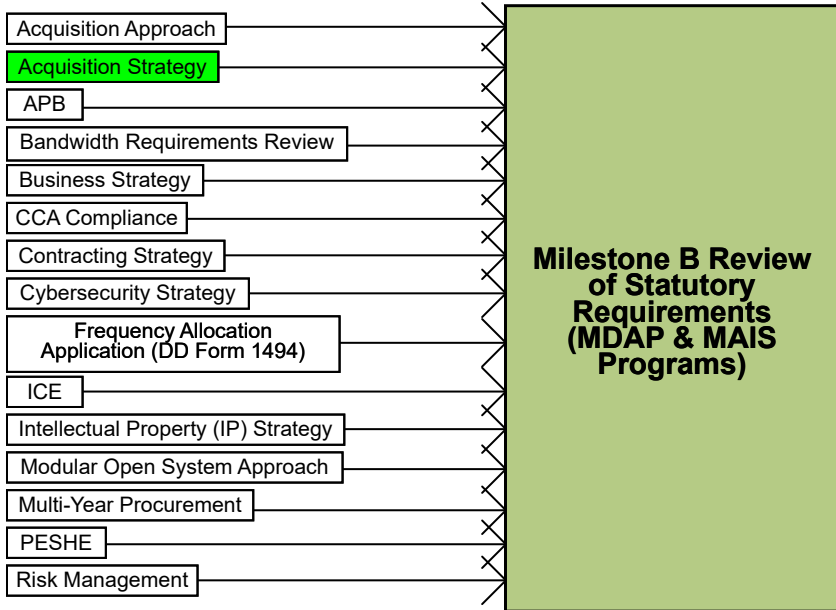 Acquisition Approach
Acquisition Strategy
APB
Bandwidth Requirements Review
Business Strategy
CCA Compliance
Contracting Strategy
Cybersecurity Strategy
Frequency Allocation
Application (DD Form 1494)
ICE
Intellectual Property (IP) Strategy
Modular Open System Approach
Multi-Year Procurement
PESHE
Risk Management
Milestone B Review
of Statutory
Requirements
(MDAP & MAIS
Programs)